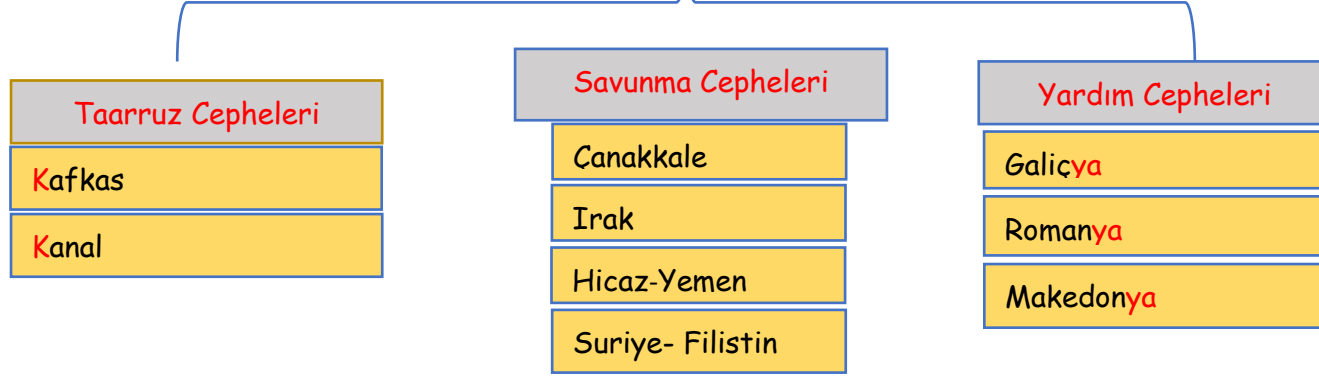 Taarruz Cepheleri
Kafkas
Kanal
Savunma Cepheleri
Çanakkale
Irak
Hicaz-Yemen
Suriye- Filistin
Yardım Cepheleri
Galiçya
Romanya
Makedonya